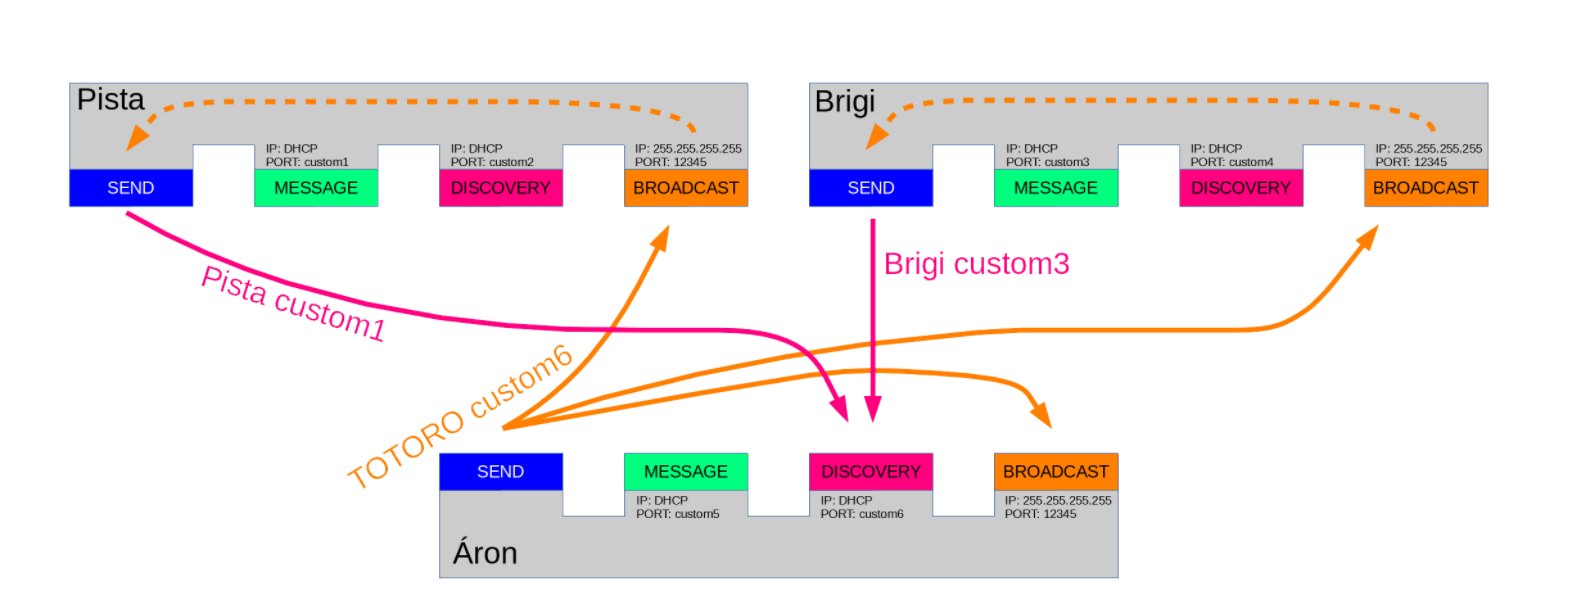 Pista
IP: DHCP
PORT: custom1
IP: DHCP
PORT: custom2
IP: 255.255.255.255
PORT: 12345
SEND
MESSAGE
DISCOVERY
BROADCAST
Brigi
IP: DHCP
PORT: custom3
IP: DHCP
PORT: custom4
IP: 255.255.255.255
PORT: 12345
SEND
MESSAGE
DISCOVERY
BROADCAST
Pista custom1
Brigi custom3
TOTORO custom6
SEND
MESSAGE
DISCOVERY
BROADCAST
IP: DHCP
PORT: custom5
IP: DHCP
PORT: custom6
IP: 255.255.255.255
PORT: 12345
Áron